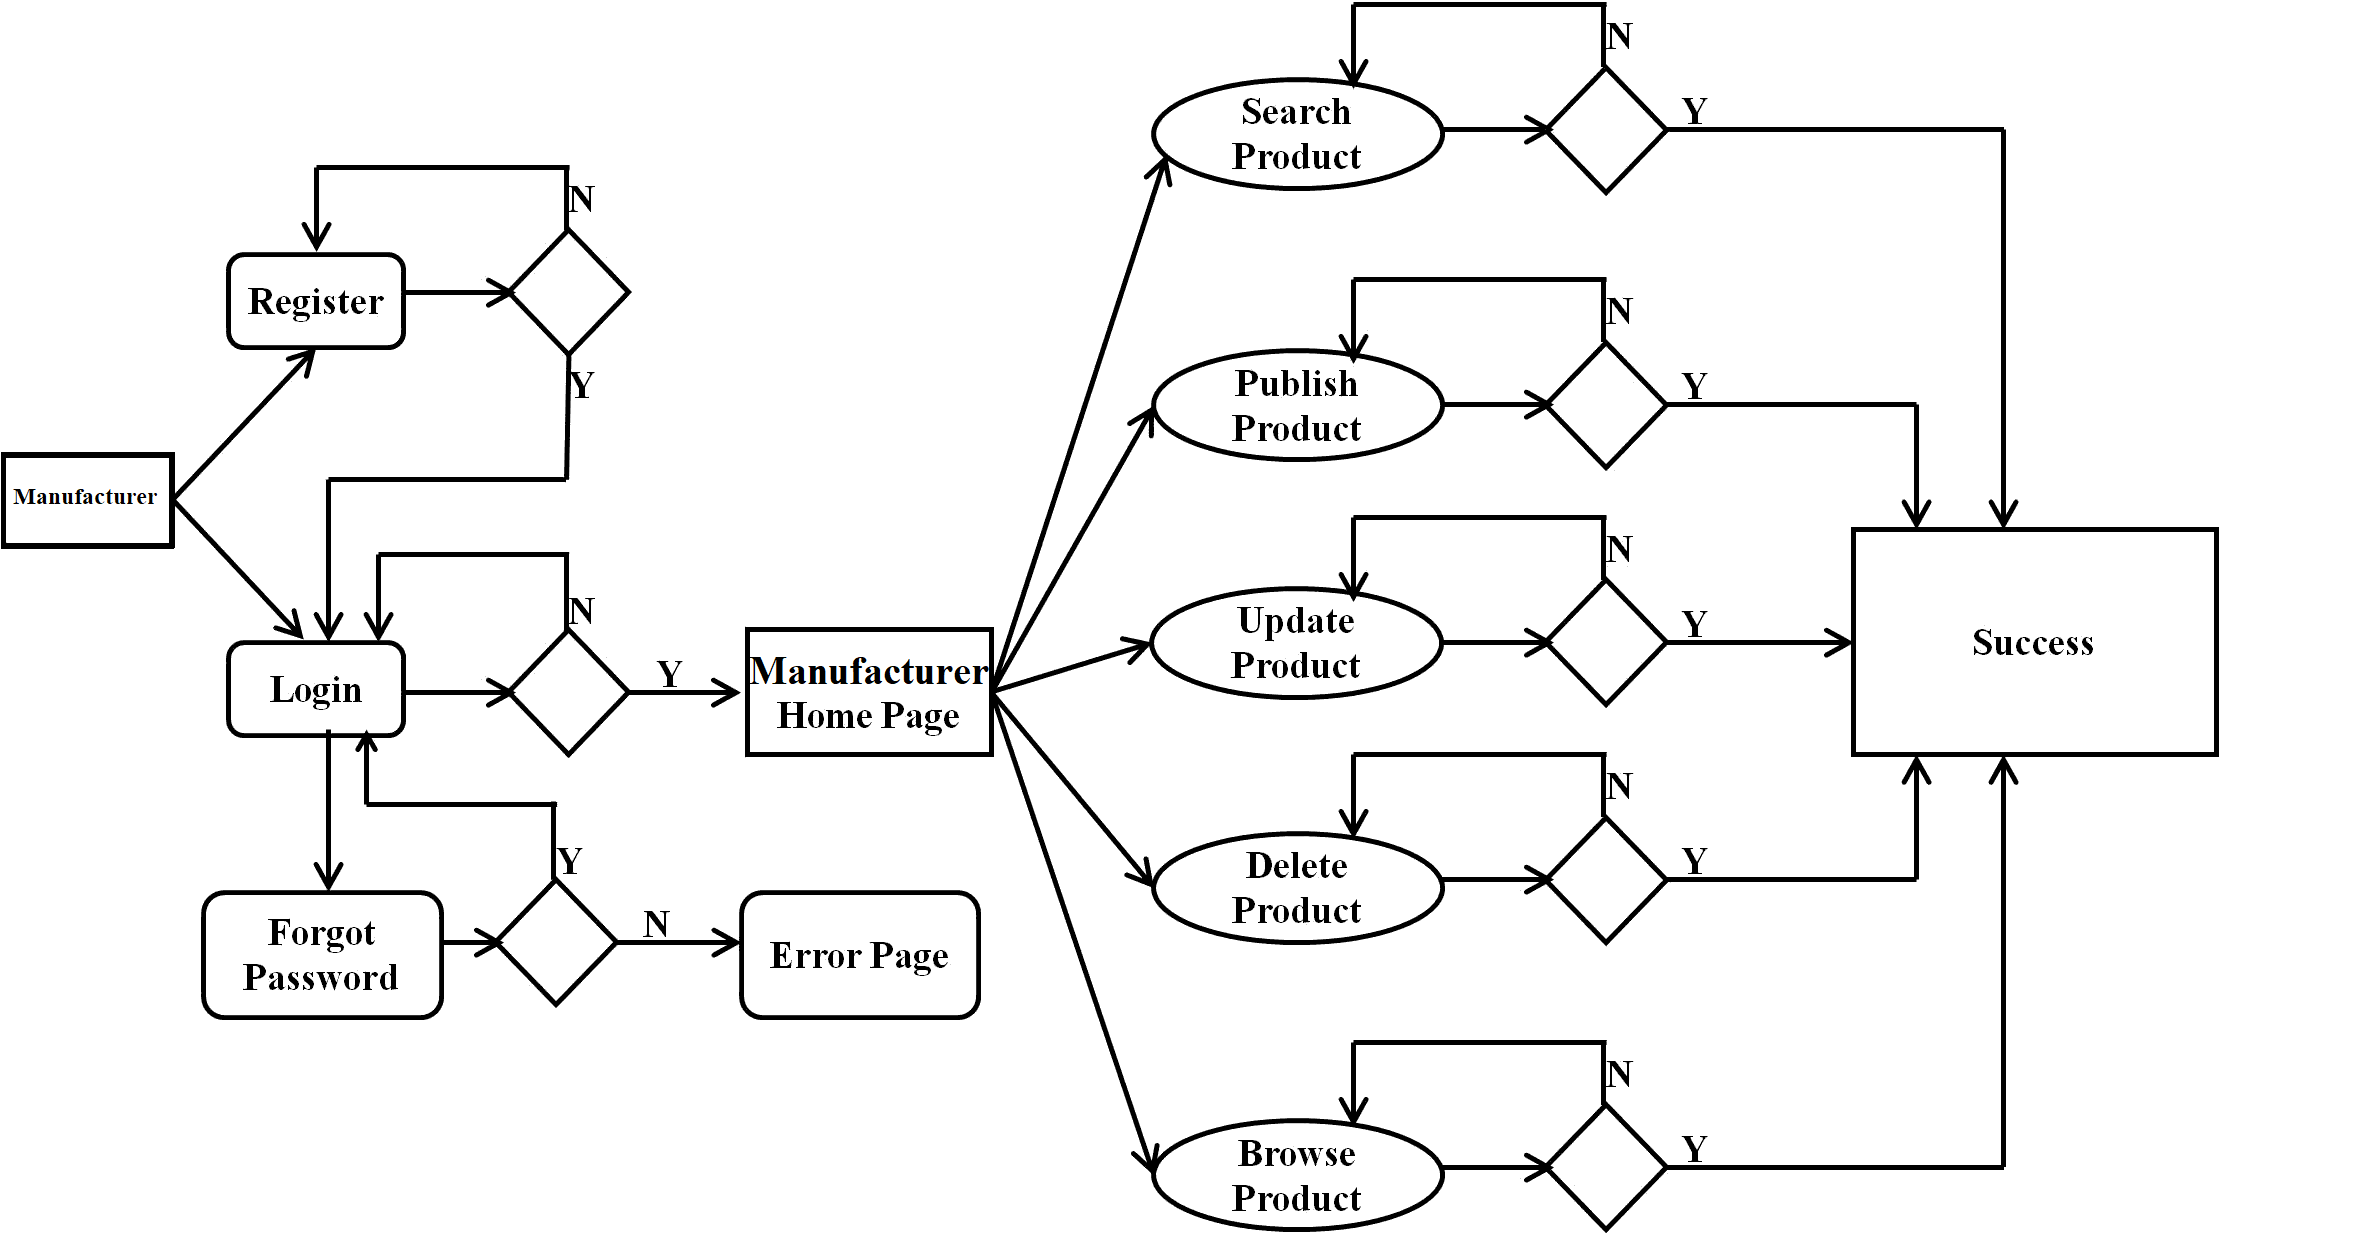 N
Search
Product
Y
N
Register
N
Publish
Product
Y
Y
Manufacturer
N
Update
Product
Y
Success
N
Login
Y
Manufacturer
Home Page
N
Delete
Product
Y
Y
Forgot
Password
N
Error Page
N
Browse
Product
Y